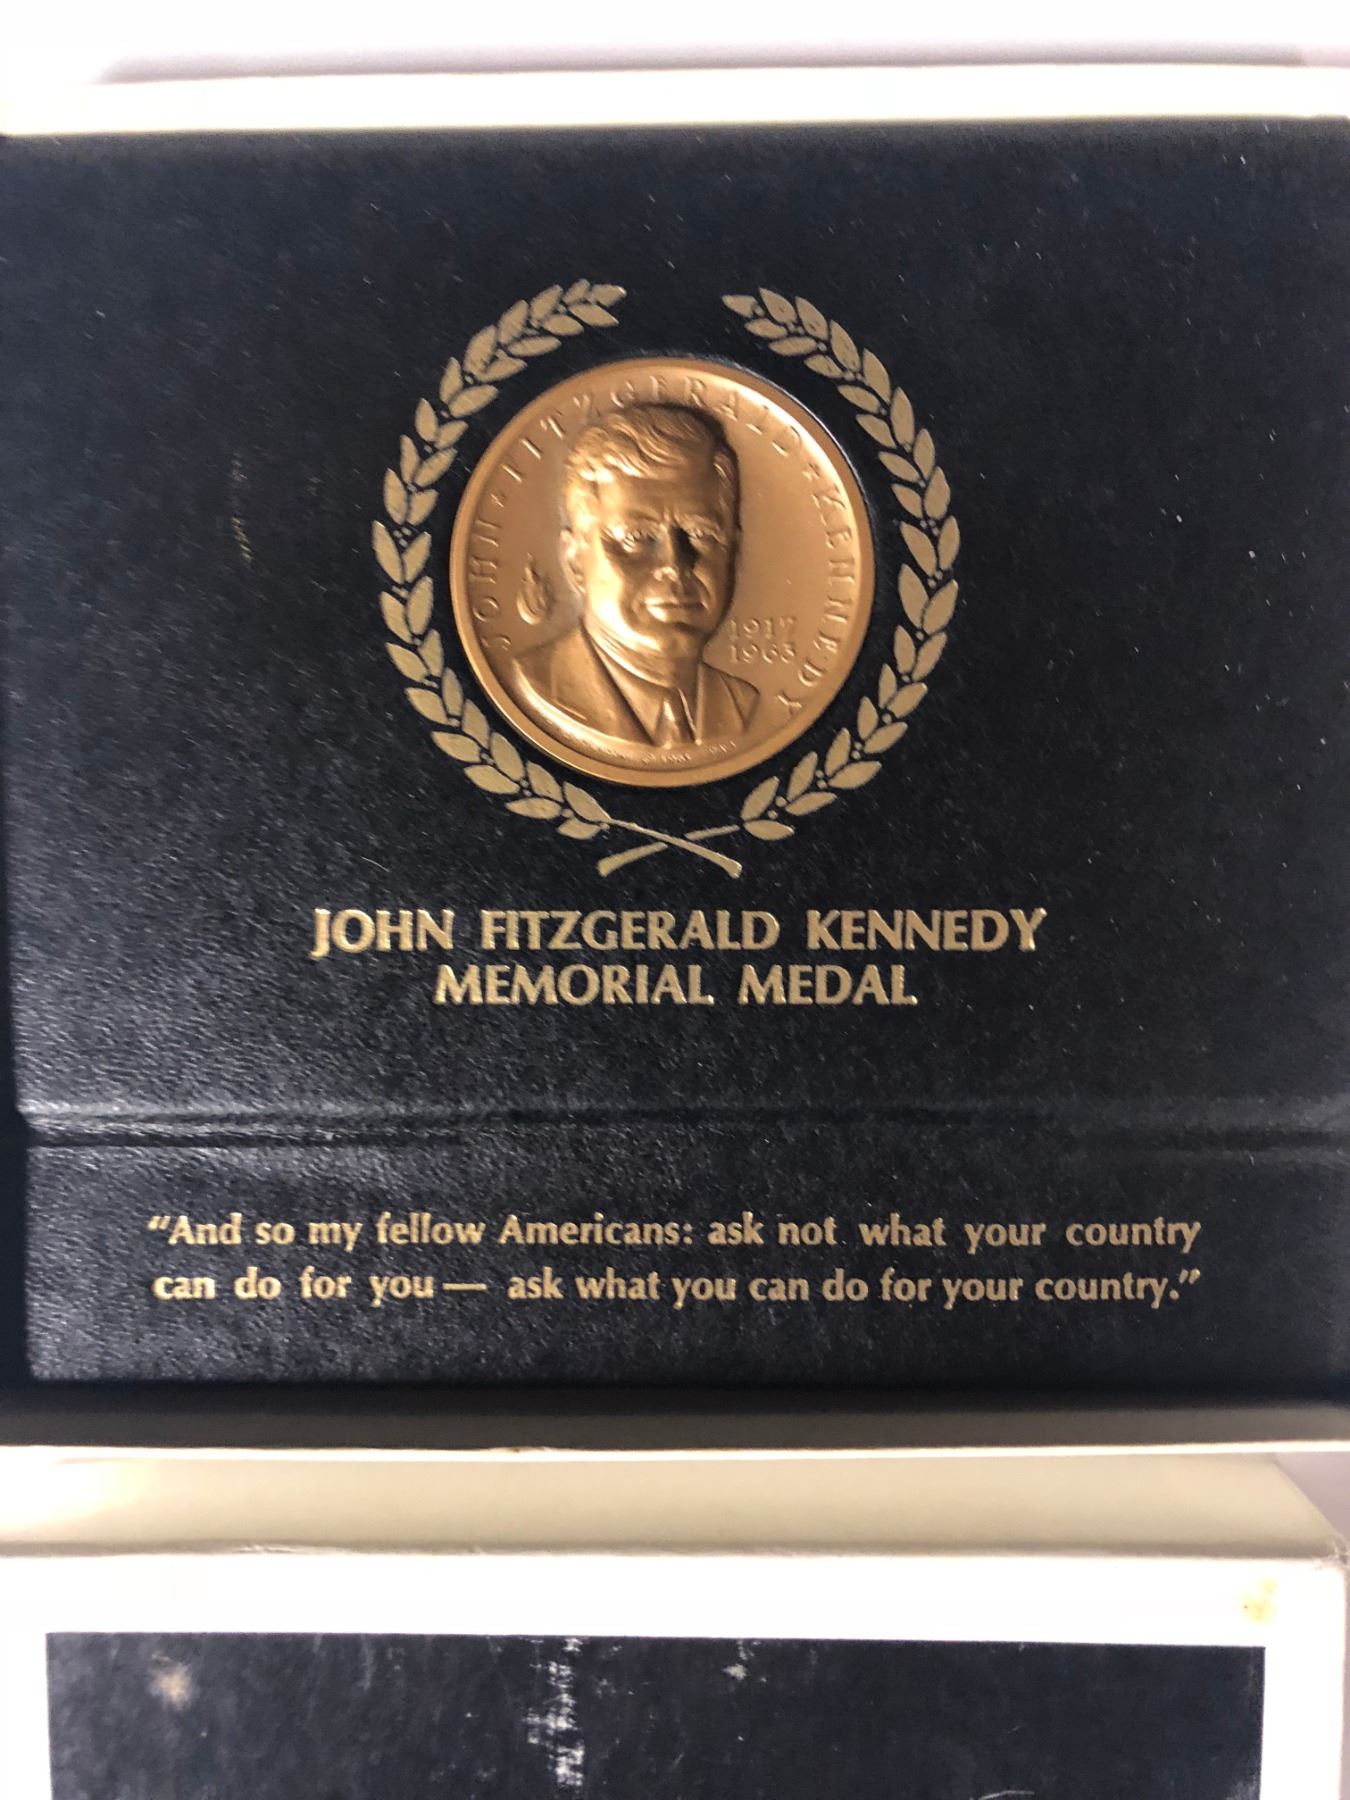 JOHN FITZGERALD KENNEDY
1917
1963
JOHN FITZGERALD KENNEDY
MEMORIAL MEDAL
“And so my fellow Americans: ask not what your country
can do for you — ask what you can do for your country.”